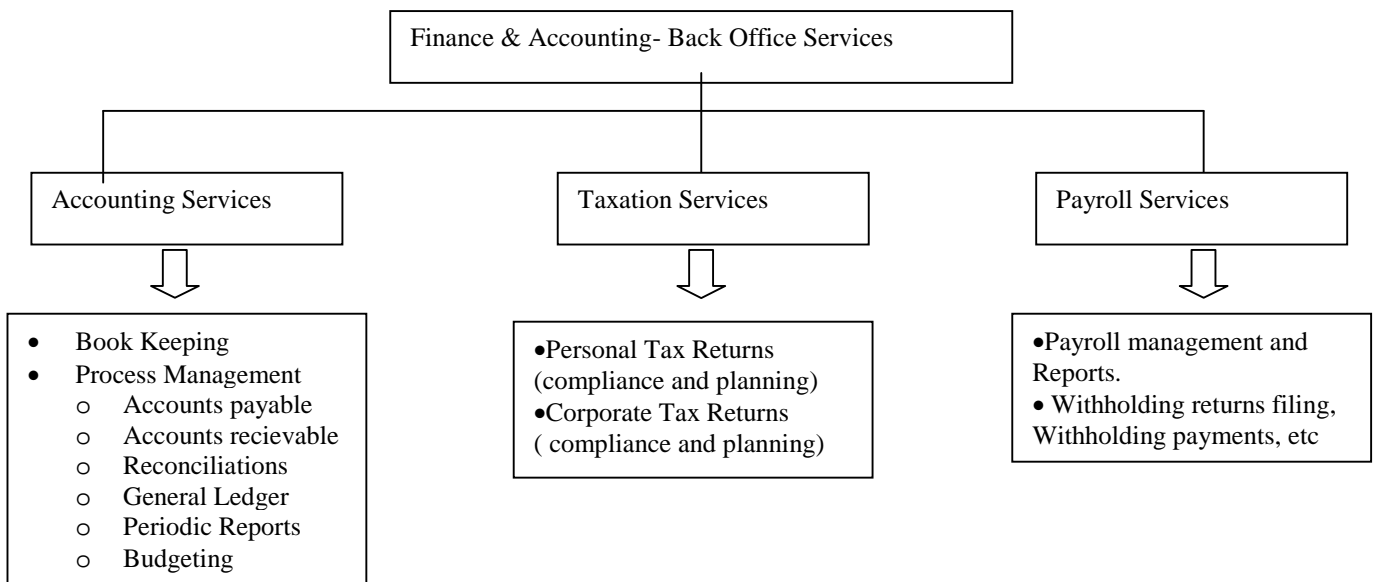 Finance & Accounting- Back Office Services
Accounting Services
Taxation Services
Payroll Services
• Book Keeping
• Process Management
o Accounts payable
o Accounts recievable
o Reconciliations
o General Ledger
o Periodic Reports
o Budgeting
•Personal Tax Returns
(compliance and planning)
•Corporate Tax Returns
( compliance and planning)
•Payroll management and
Reports.
• Withholding returns filing,
Withholding payments, etc